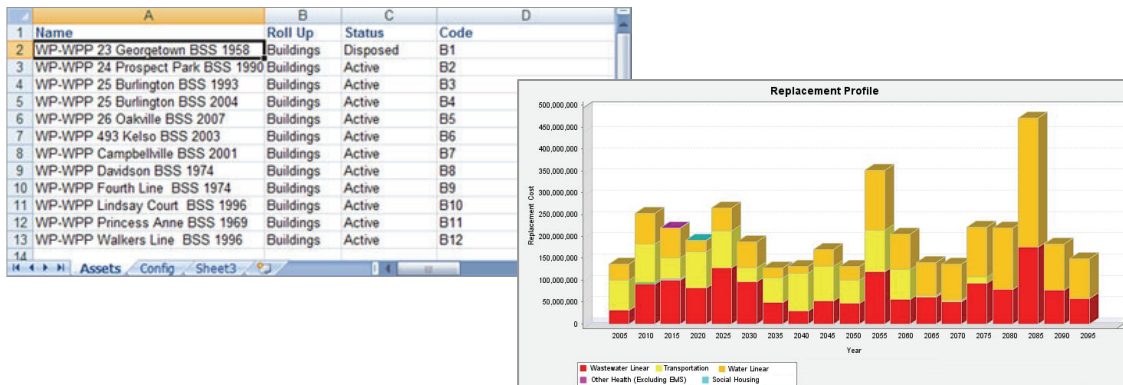 A B C D
1 Name Roll Up Status Code
2 WP-WPP 23 Georgetown BSS 1958 Buildings Disposed B1
3 WP-WPP 24 Prospect Park BSS 1990 Buildings Active B2
4 WP-WPP 25 Burlington BSS 1993 Buildings Active B3
5 WP-WPP 25 Burlington BSS 2004 Buildings Active B4
6 WP-WPP 26 Oakville BSS 2007 Buildings Active B5
7 WP-WPP 493 Kelso BSS 2003 Buildings Active B6
8 WP-WPP Campbellville BSS 2001 Buildings Active B7
9 WP-WPP Davidson BSS 1974 Buildings Active B8
10 WP-WPP Fourth Line BSS 1974 Buildings Active B9
11 WP-WPP Lindsay Court BSS 1996 Buildings Active B10
12 WP-WPP Princess Anne BSS 1969 Buildings Active B11
13 WP-WPP Walkers Line BSS 1996 Buildings Active B12
14
Assets Config Sheet3
Replacement Profile
500,000,000
450,000,000
400,000,000
350,000,000
300,000,000
250,000,000
200,000,000
150,000,000
100,000,000
50,000,000
0
Replacement Cost
2005 2010 2015 2020 2025 2030 2035 2040 2045 2050 2055 2060 2065 2070 2075 2080 2085 2090 2095
Year
Wastewater Linear Transportation Water Linear
Other Health (Excluding EMS) Social Housing